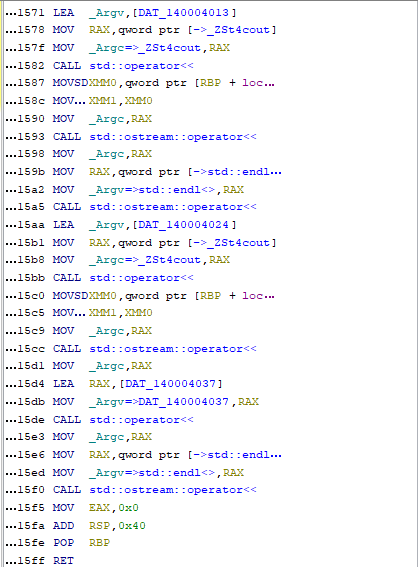 ...1571 LEA _Argv,[DAT_140004013]
...1578 MOV RAX,qword ptr [->_ZSt4cout]
...157f MOV _Argc=>_ZSt4cout,RAX
...1582 CALL std::operator<<
...1587 MOVSDXMM0,qword ptr [RBP + loc...
...158c MOV...XMM1,XMM0
...1590 MOV _Argc,RAX
...1593 CALL std::ostream::operator<<
...1598 MOV _Argc,RAX
...159b MOV RAX,qword ptr [->std::endl...
...15a2 MOV _Argv=>std::endl<>,RAX
...15a5 CALL std::ostream::operator<<
...15aa LEA _Argv,[DAT_140004024]
...15b1 MOV RAX,qword ptr [->_ZSt4cout]
...15b8 MOV _Argc=>_ZSt4cout,RAX
...15bb CALL std::operator<<
...15c0 MOVSDXMM0,qword ptr [RBP + loc...
...15c5 MOV...XMM1,XMM0
...15c9 MOV _Argc,RAX
...15cc CALL std::ostream::operator<<
...15d1 MOV _Argc,RAX
...15d4 LEA RAX,[DAT_140004037]
...15db MOV _Argv=>DAT_140004037,RAX
...15de CALL std::operator<<
...15e3 MOV _Argc,RAX
...15e6 MOV RAX,qword ptr [->std::endl...
...15ed MOV _Argv=>std::endl<>,RAX
...15f0 CALL std::ostream::operator<<
...15f5 MOV EAX,0x0
...15fa ADD RSP,0x40
...15fe POP RBP
...15ff RET